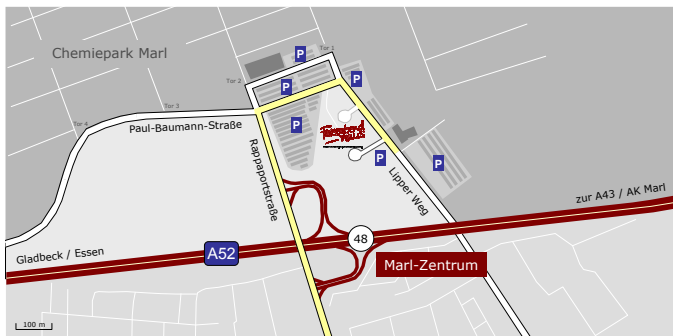 Chemiepark Marl
Tor 1
Tor 2
Tor 3
Tor 4
P
P
P
P
P
P
P
Paul-Baumann-Straße
Rappaportstraße
Lipper Weg
zur A43 / AK Marl
48
A52
Gladbeck / Essen
Marl-Zentrum
100 m